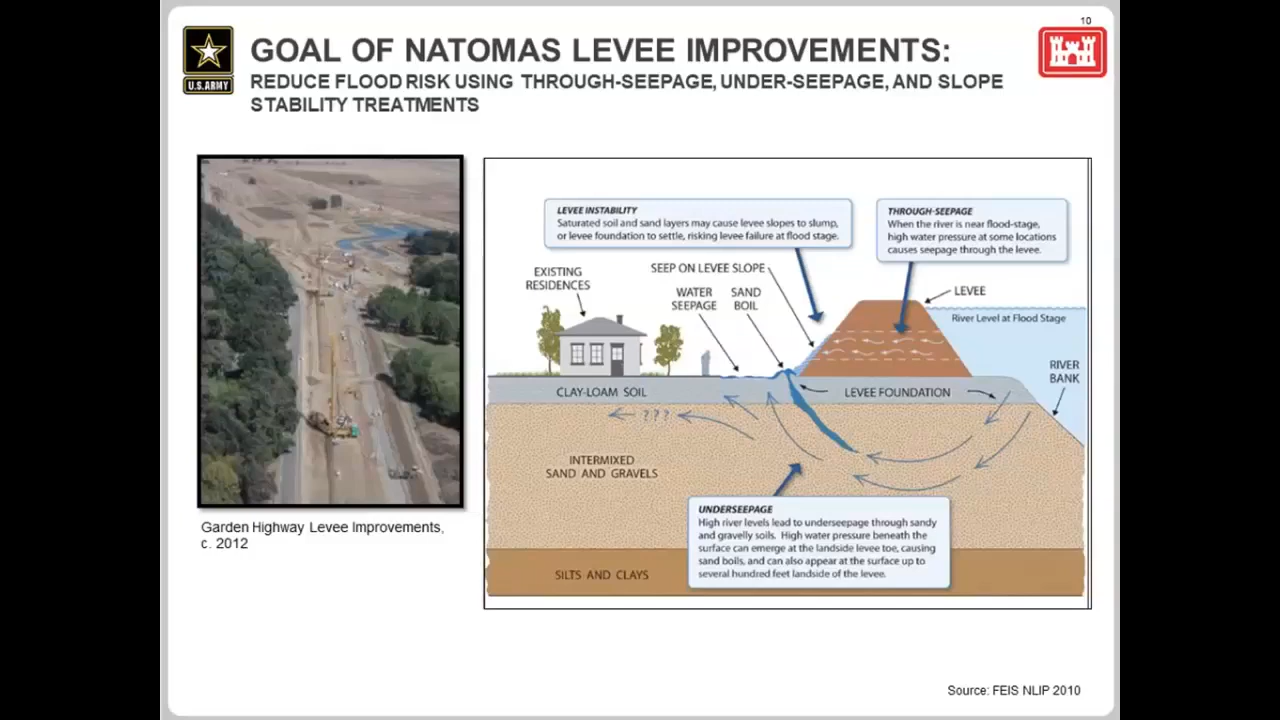 10
U.S.ARMY
GOAL OF NATOMAS LEVEE IMPROVEMENTS:
REDUCE FLOOD RISK USING THROUGH-SEEPAGE, UNDER-SEEPAGE, AND SLOPE
STABILITY TREATMENTS
LEVEE INSTABILITY
Saturated soil and sand layers may cause levee slopes to slump,
or levee foundation to settle, risking levee failure at flood stage.
THROUGH-SEEPAGE
When the river is near flood-stage,
high water pressure at some locations
causes seepage through the levee.
EXISTING
RESIDENCES
SEEP ON LEVEE SLOPE
WATER
SEEPAGE
SAND
BOIL
LEVEE
River Level at Flood Stage
RIVER
BANK
CLAY-LOAM SOIL
LEVEE FOUNDATION
???
INTERMIXED
SAND AND GRAVELS
UNDERSEEPAGE
High river levels lead to underseepage through sandy
and gravelly soils. High water pressure beneath the
surface can emerge at the landside levee toe, causing
sand boils, and can also appear at the surface up to
several hundred feet landside of the levee.
SILTS AND CLAYS
Garden Highway Levee Improvements,
c. 2012
Source: FEIS NLIP 2010